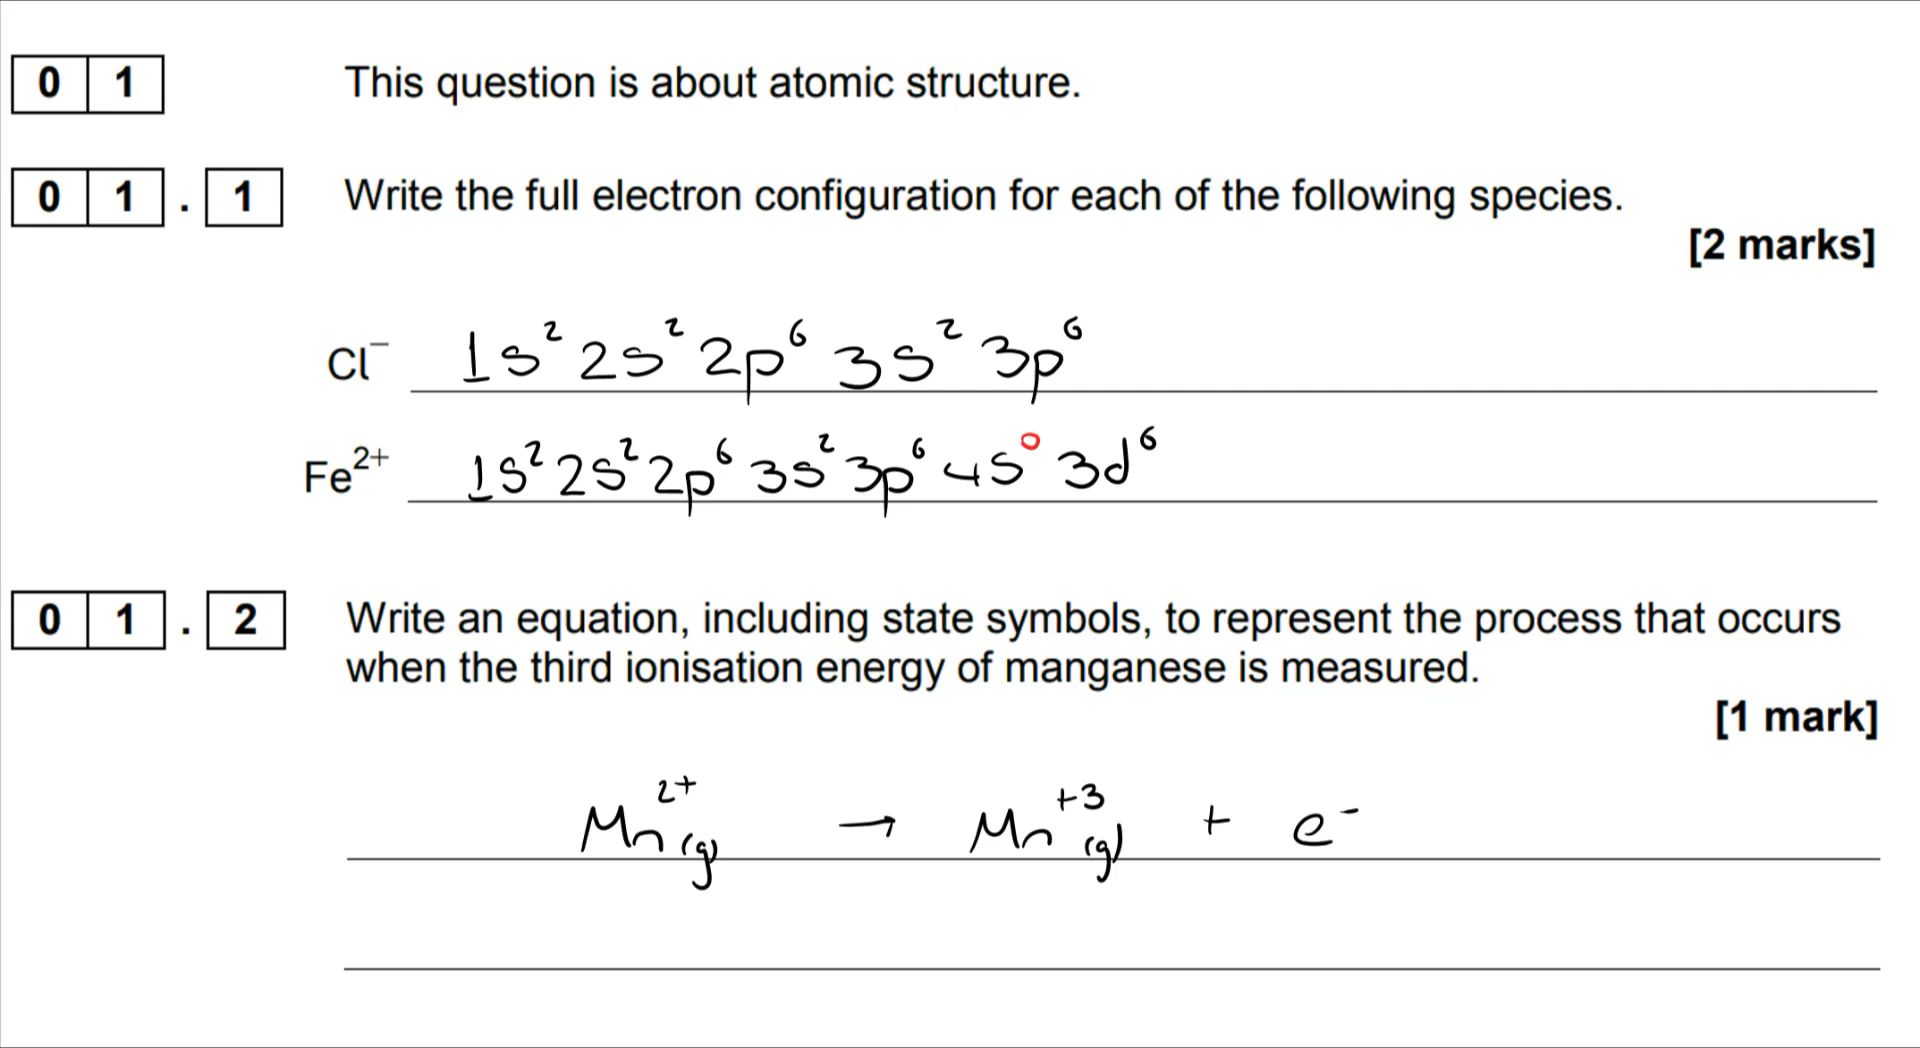 0 1 This question is about atomic structure.
0 1 . 1 Write the full electron configuration for each of the following species.
[2 marks]
Cl⁻ 1s² 2s² 2p⁶ 3s² 3p⁶
Fe²⁺ 1s² 2s² 2p⁶ 3s² 3p⁶ 4s⁰ 3d⁶
0 1 . 2 Write an equation, including state symbols, to represent the process that occurs
when the third ionisation energy of manganese is measured.
[1 mark]
Mn²⁺(g) → Mn⁺³(g) + e⁻